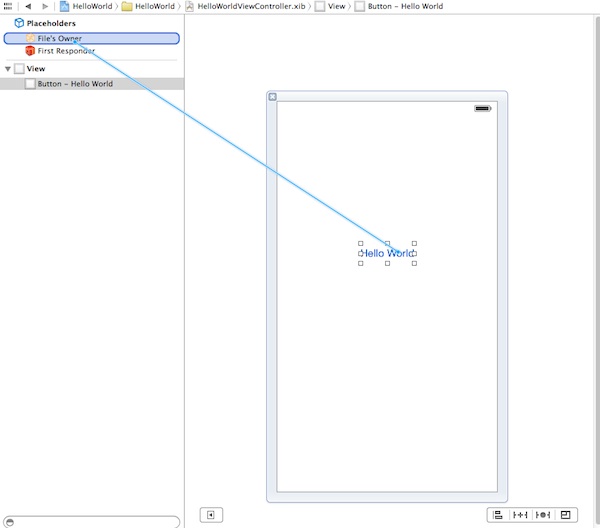 HelloWorld HelloWorld HelloWorldViewController.xib View Button – Hello World
Placeholders
File's Owner
First Responder
View
Button – Hello World
Hello World